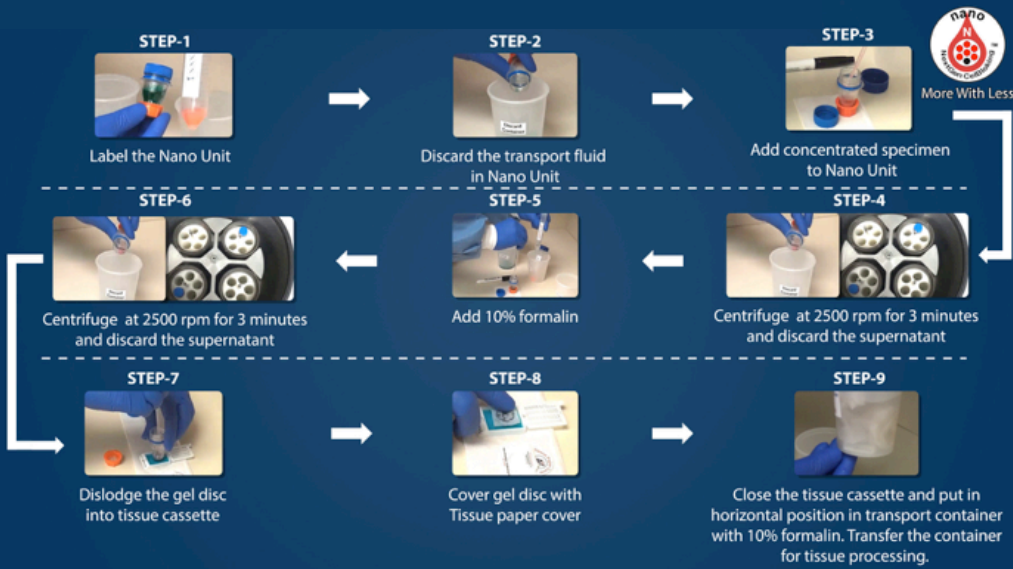 STEP-1
Label the Nano Unit
STEP-2
Discard the transport fluid
in Nano Unit
STEP-3
Add concentrated specimen
to Nano Unit
nano
N
NextGen CelBloking
More With Less
STEP-4
Centrifuge at 2500 rpm for 3 minutes
and discard the supernatant
STEP-5
Add 10% formalin
STEP-6
Centrifuge at 2500 rpm for 3 minutes
and discard the supernatant
STEP-7
Dislodge the gel disc
into tissue cassette
STEP-8
Cover gel disc with
Tissue paper cover
STEP-9
Close the tissue cassette and put in
horizontal position in transport container
with 10% formalin. Transfer the container
for tissue processing.